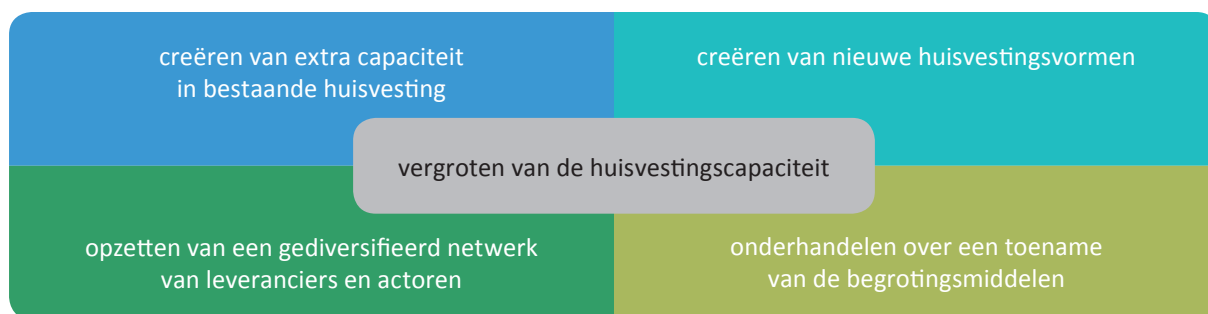 creëren van extra capaciteit
in bestaande huisvesting
creëren van nieuwe huisvestingsvormen
vergroten van de huisvestingscapaciteit
opzetten van een gediversifieerd netwerk
van leveranciers en actoren
onderhandelen over een toename
van de begrotingsmiddelen